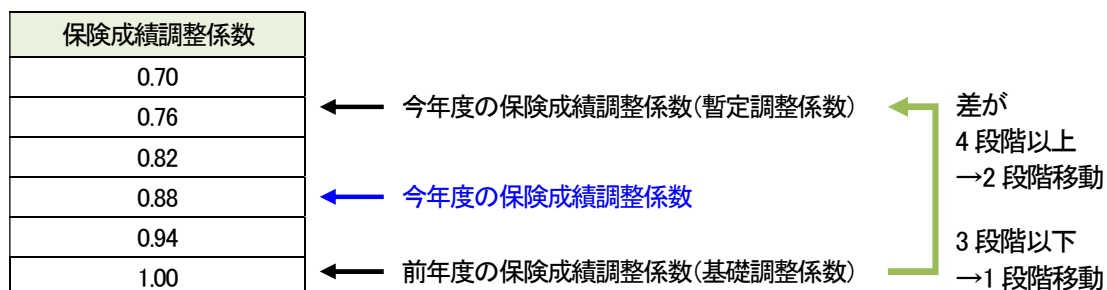 保険成績調整係数
0.70
0.76
0.82
0.88
0.94
1.00
今年度の保険成績調整係数(暫定調整係数)
今年度の保険成績調整係数
前年度の保険成績調整係数(基礎調整係数)
差が
4 段階以上
→2 段階移動
3 段階以下
→1 段階移動